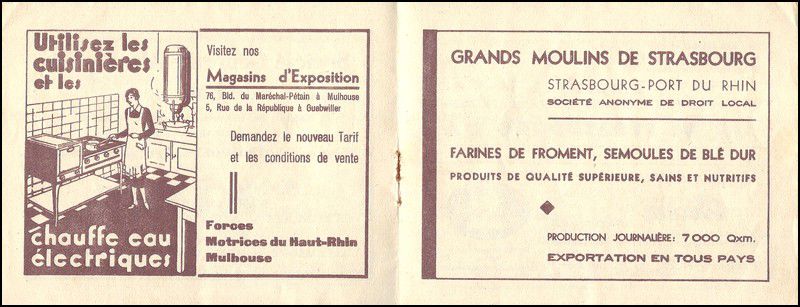 Utilisez les
cuisinières
et les
chauffe eau
électriques
Visitez nos
Magasins d'Exposition
76, Bld. du Maréchal-Pétain à Mulhouse
5, Rue de la République à Guebwiller
Demandez le nouveau Tarif
et les conditions de vente
Forces
Motrices du Haut-Rhin
Mulhouse
GRANDS MOULINS DE STRASBOURG
STRASBOURG-PORT DU RHIN
SOCIÉTÉ ANONYME DE DROIT LOCAL
FARINES DE FROMENT, SEMOULES DE BLÉ DUR
PRODUITS DE QUALITÉ SUPÉRIEURE, SAINS ET NUTRITIFS
PRODUCTION JOURNALIÈRE: 7000 Qxm.
EXPORTATION EN TOUS PAYS